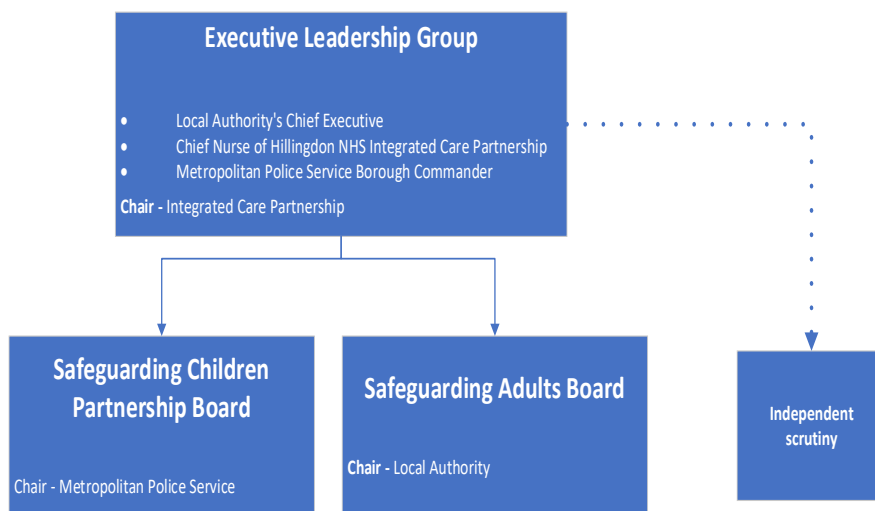 Executive Leadership Group
• Local Authority's Chief Executive
• Chief Nurse of Hillingdon NHS Integrated Care Partnership
• Metropolitan Police Service Borough Commander
Chair - Integrated Care Partnership
Safeguarding Children
Partnership Board
Chair - Metropolitan Police Service
Safeguarding Adults Board
Chair - Local Authority
Independent
scrutiny